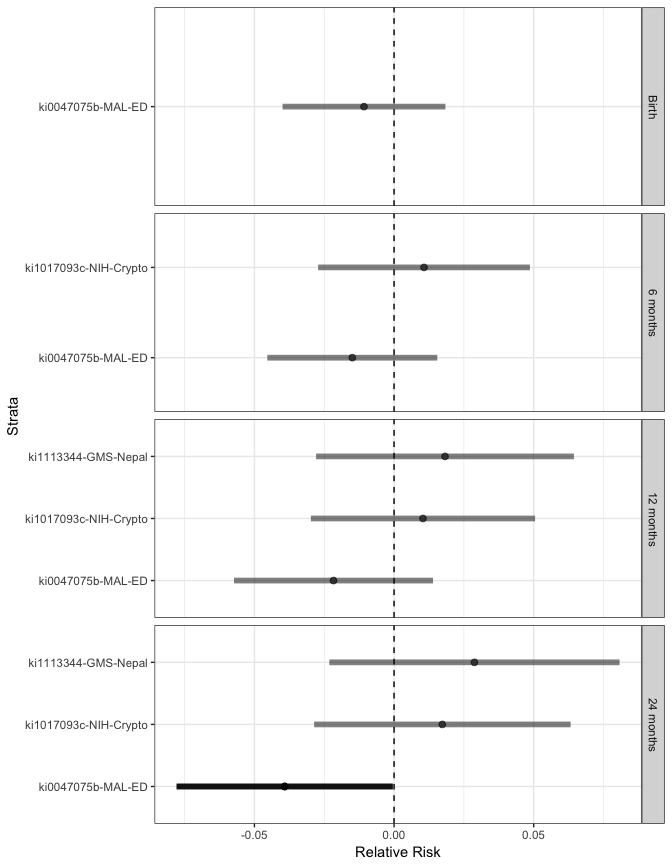 Strata
ki0047075b-MAL-ED
Birth
ki1017093c-NIH-Crypto
ki0047075b-MAL-ED
6 months
ki1113344-GMS-Nepal
ki1017093c-NIH-Crypto
ki0047075b-MAL-ED
12 months
ki1113344-GMS-Nepal
ki1017093c-NIH-Crypto
ki0047075b-MAL-ED
24 months
-0.05 0.00 0.05
Relative Risk